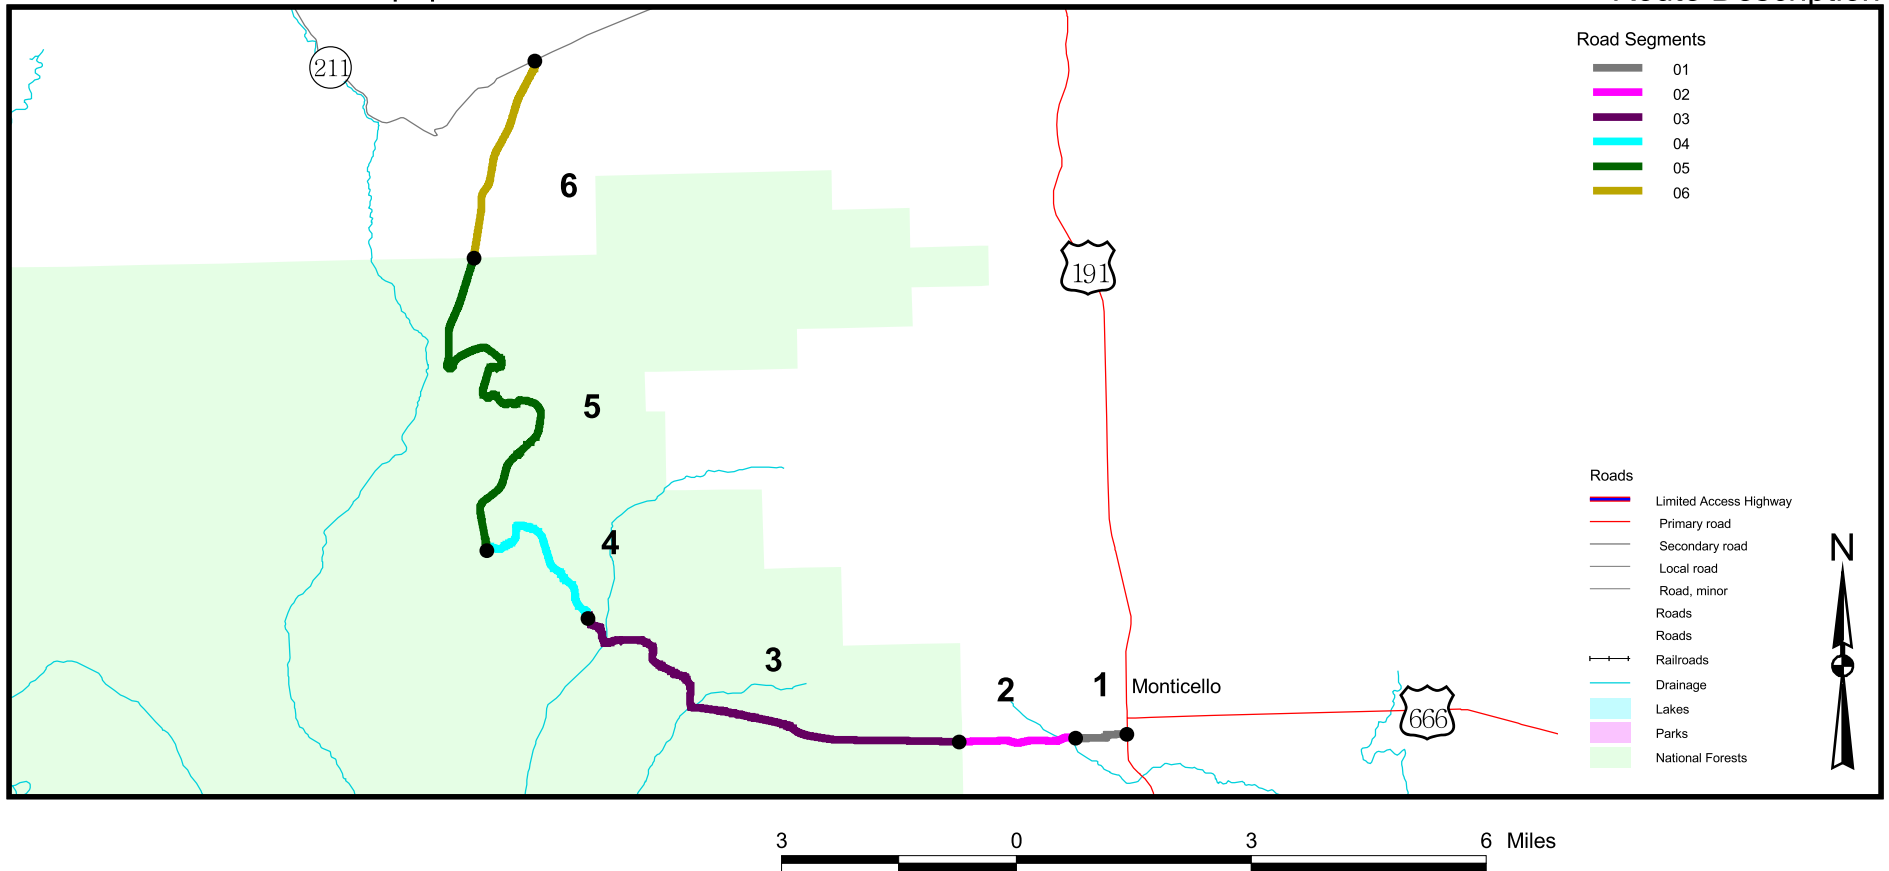 211
6
191
5
4
3
2
1
Monticello
666
Road Segments
01
02
03
04
05
06
Roads
Limited Access Highway
Primary road
Secondary road
Local road
Road, minor
Roads
Roads
Railroads
Drainage
Lakes
Parks
National Forests
N
3 0 3 6 Miles